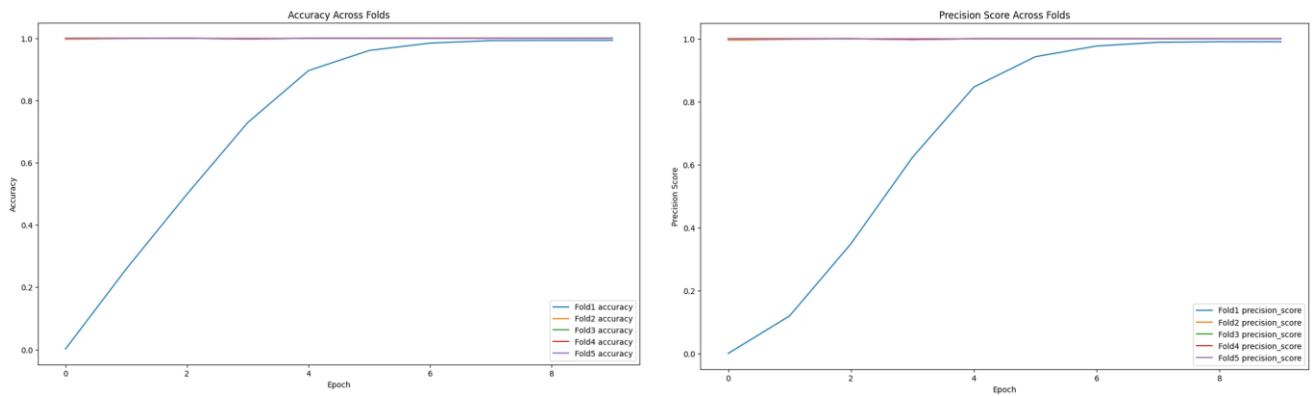 Accuracy Across Folds
1.0
0.8
0.6
0.4
0.2
0.0
Accuracy
0 2 4 6 8
Epoch
Fold1 accuracy
Fold2 accuracy
Fold3 accuracy
Fold4 accuracy
Fold5 accuracy
Precision Score Across Folds
1.0
0.8
0.6
0.4
0.2
0.0
Precision Score
0 2 4 6 8
Epoch
Fold1 precision_score
Fold2 precision_score
Fold3 precision_score
Fold4 precision_score
Fold5 precision_score